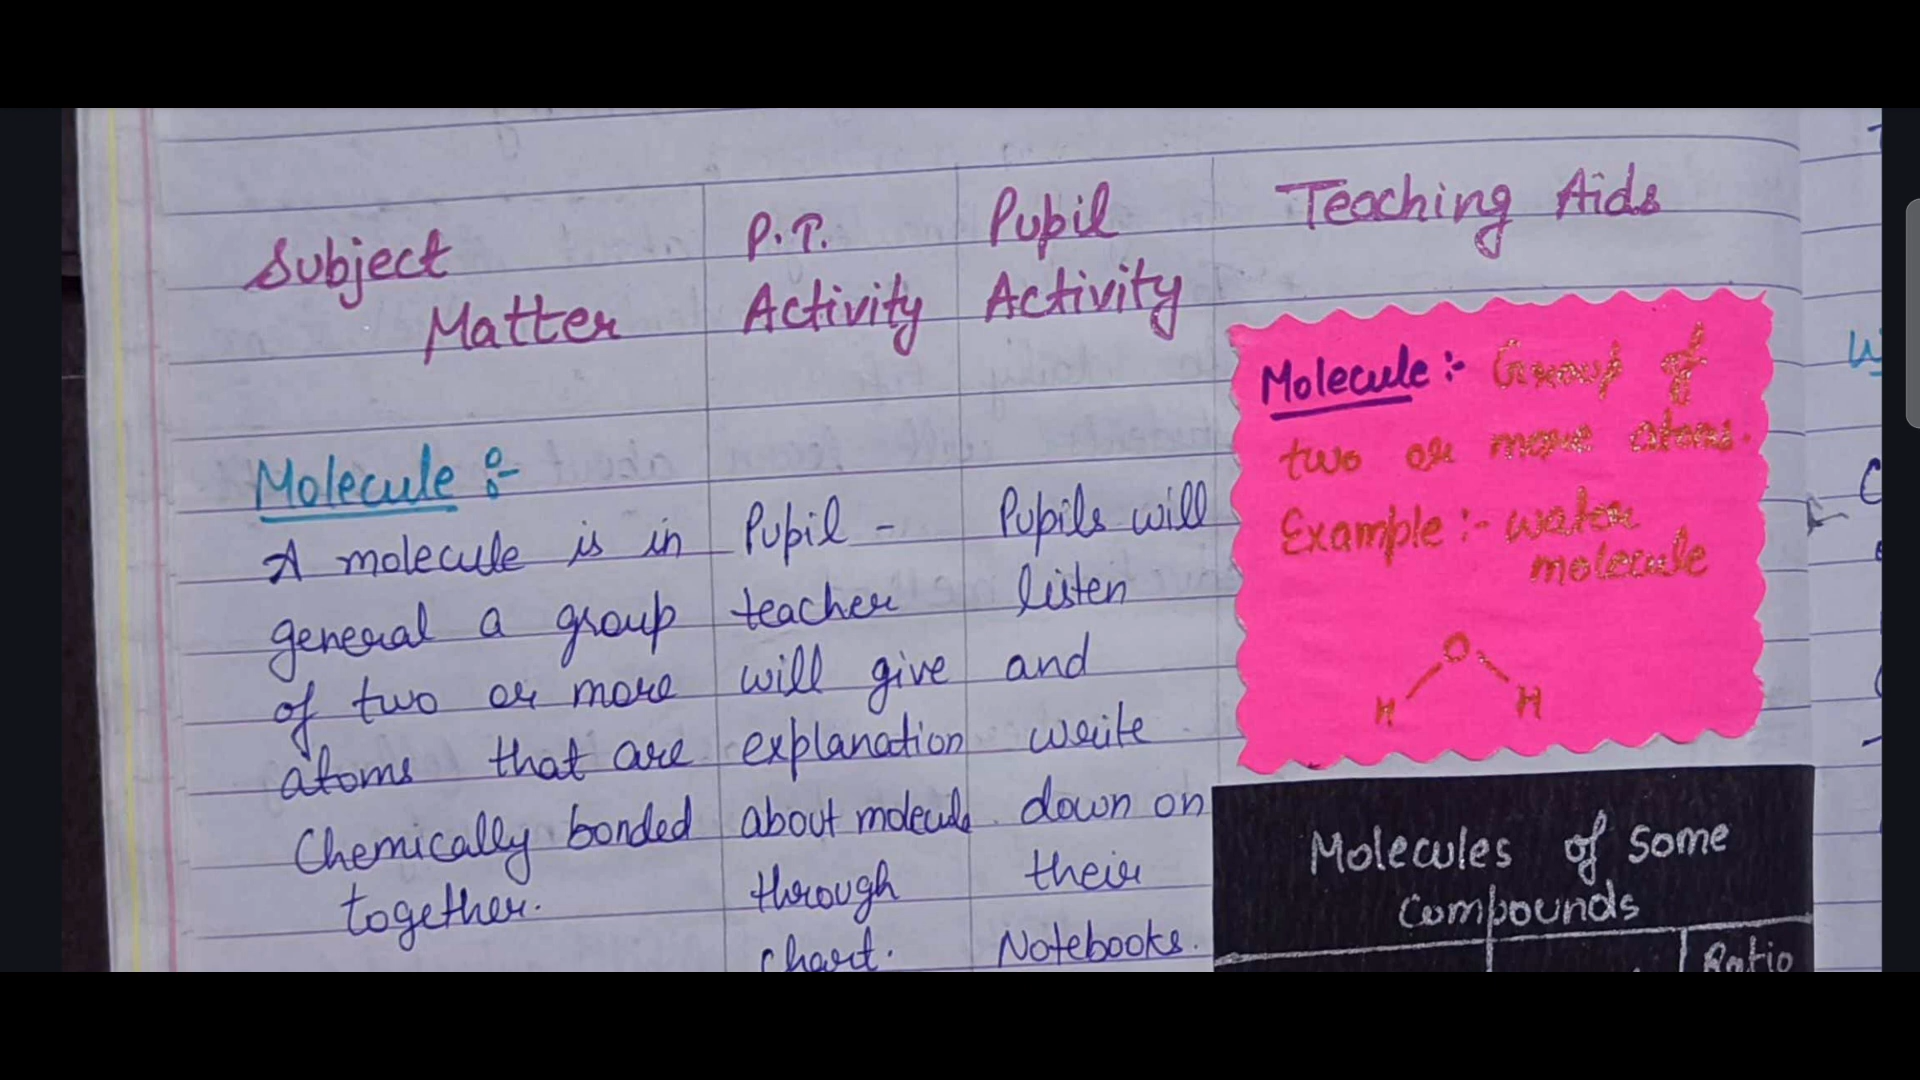 Subject
Matter
P.T.
Activity
Pupil
Activity
Teaching Aids
Molecule :-
A molecule is in
general a group
of two or more
atoms that are
Chemically bonded
together.
Pupil -
teacher
will give
explanation
about molecule
through
chart.
Pupils will
listen
and
write
down on
their
Notebooks.
Molecule :- Group of
two or more atoms.
Example :- water
molecule
O
H H
Molecules of some
Compounds
Ratio